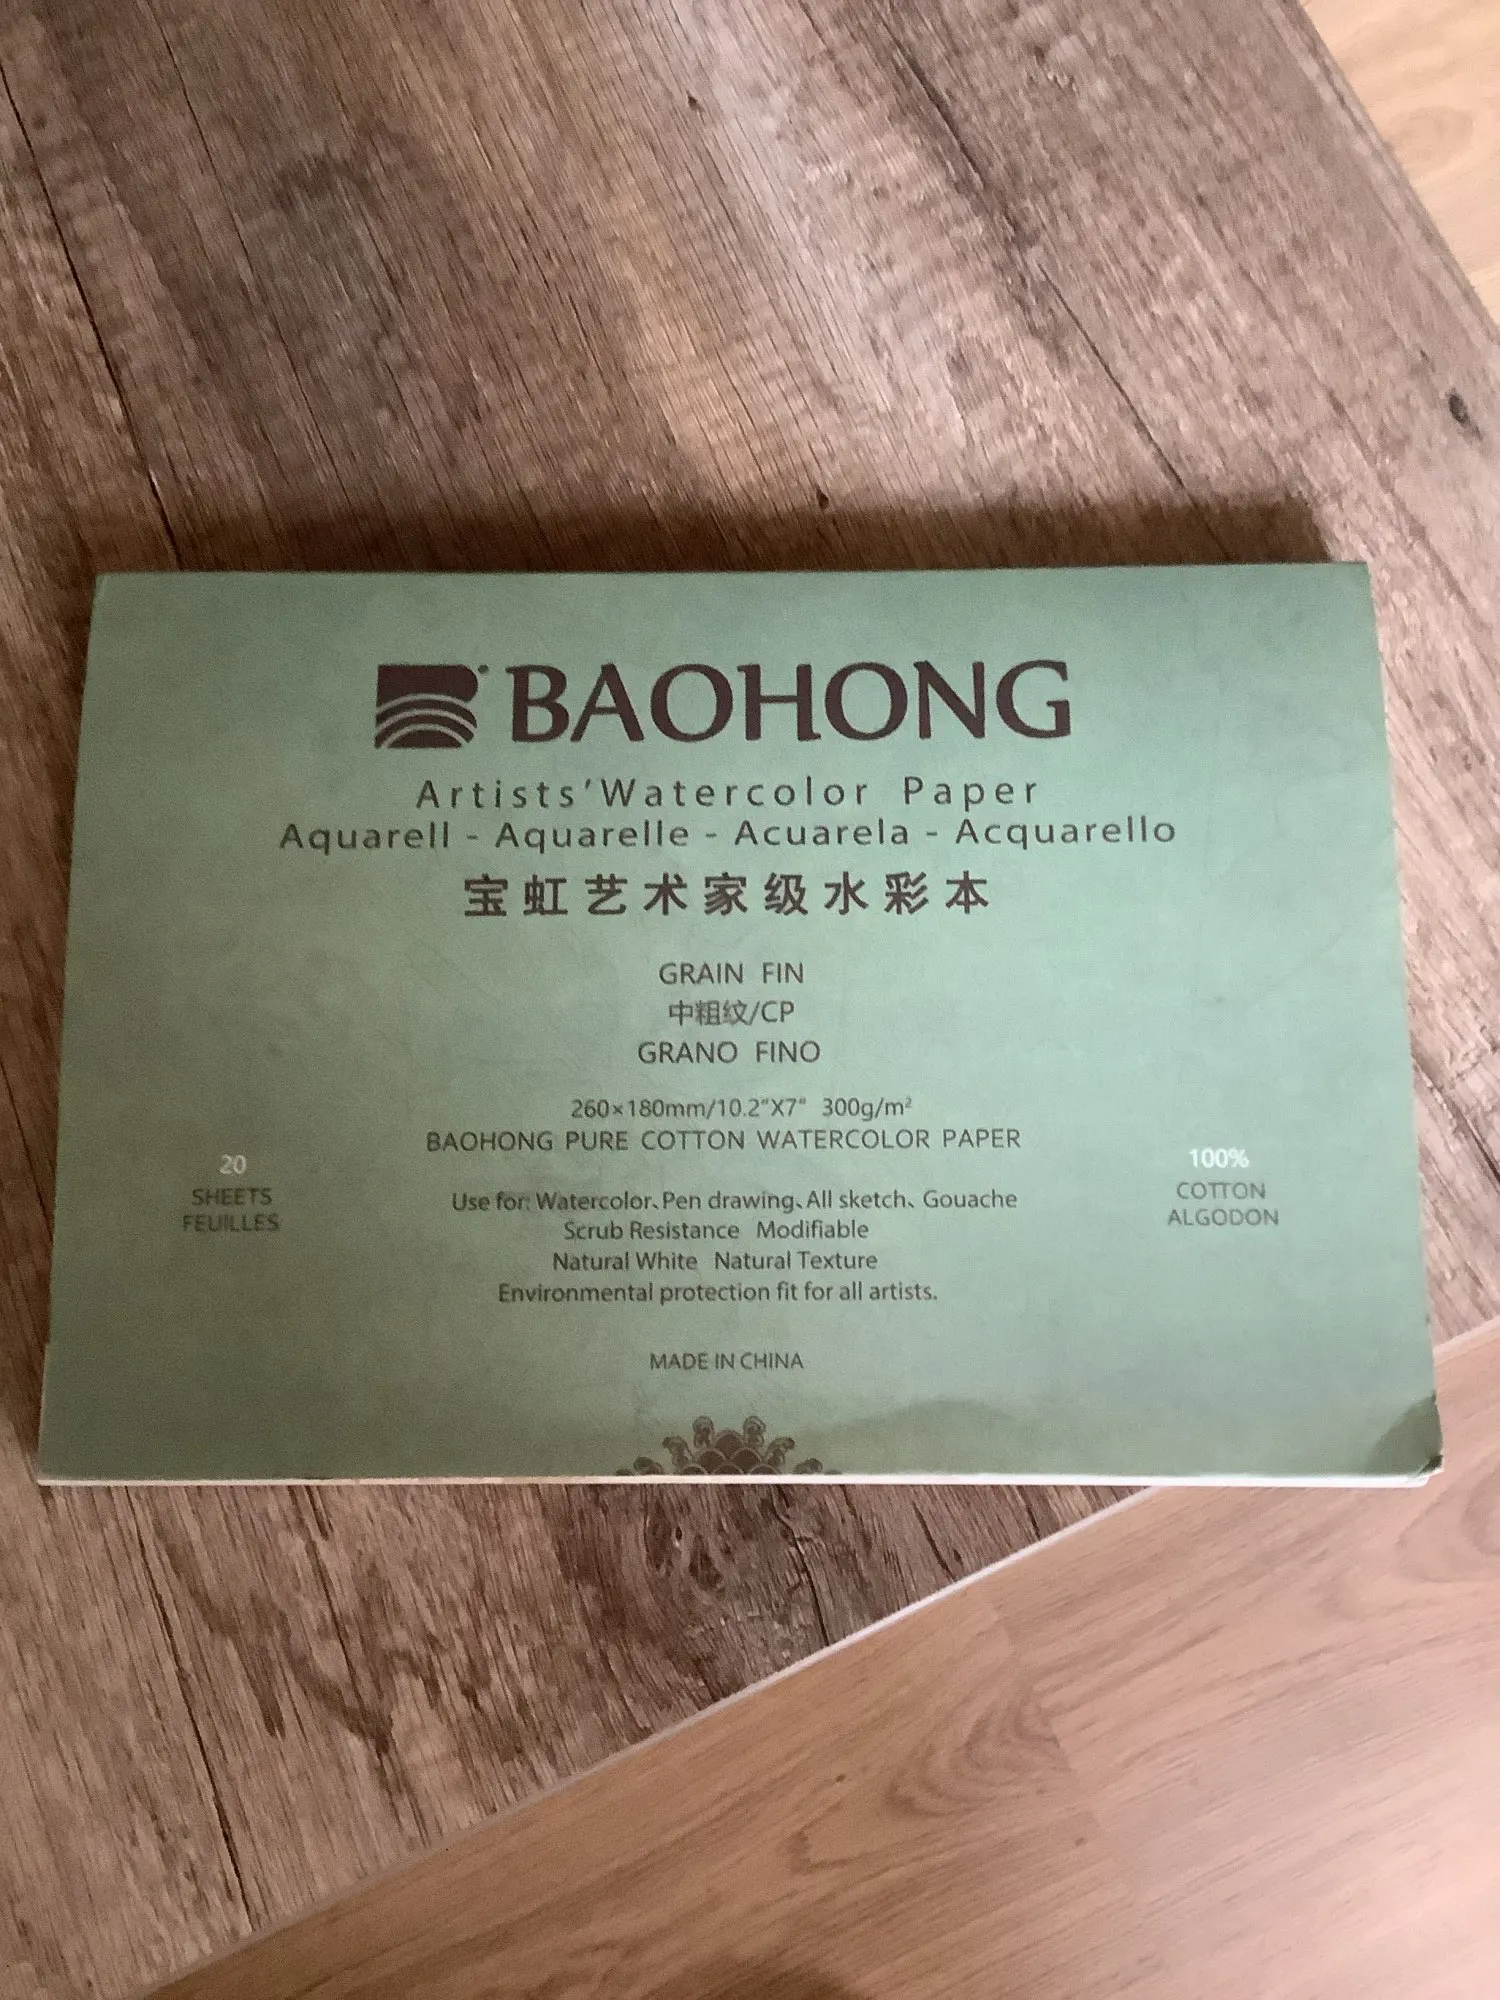 BAOHONG
Artists' Watercolor Paper
Aquarell - Aquarelle - Acuarela - Acquarello
宝虹艺术家级水彩本
GRAIN FIN
中粗纹/CP
GRANO FINO
260×180mm/10.2"X7" 300g/m²
BAOHONG PURE COTTON WATERCOLOR PAPER
20
SHEETS
FEUILLES
100%
COTTON
ALGODON
Use for: Watercolor、Pen drawing、All sketch、Gouache
Scrub Resistance Modifiable
Natural White Natural Texture
Environmental protection fit for all artists.
MADE IN CHINA